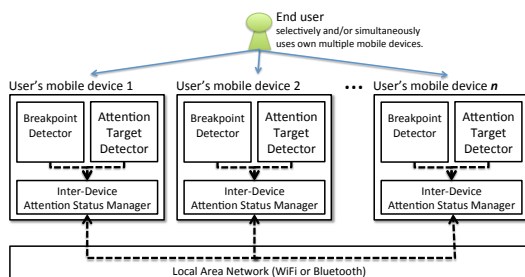 End user
selectively and/or simultaneously
uses own multiple mobile devices.
User's mobile device 1
Breakpoint
Detector
Attention
Target
Detector
Inter-Device
Attention Status Manager
User's mobile device 2
Breakpoint
Detector
Attention
Target
Detector
Inter-Device
Attention Status Manager
...
User's mobile device n
Breakpoint
Detector
Attention
Target
Detector
Inter-Device
Attention Status Manager
Local Area Network (WiFi or Bluetooth)